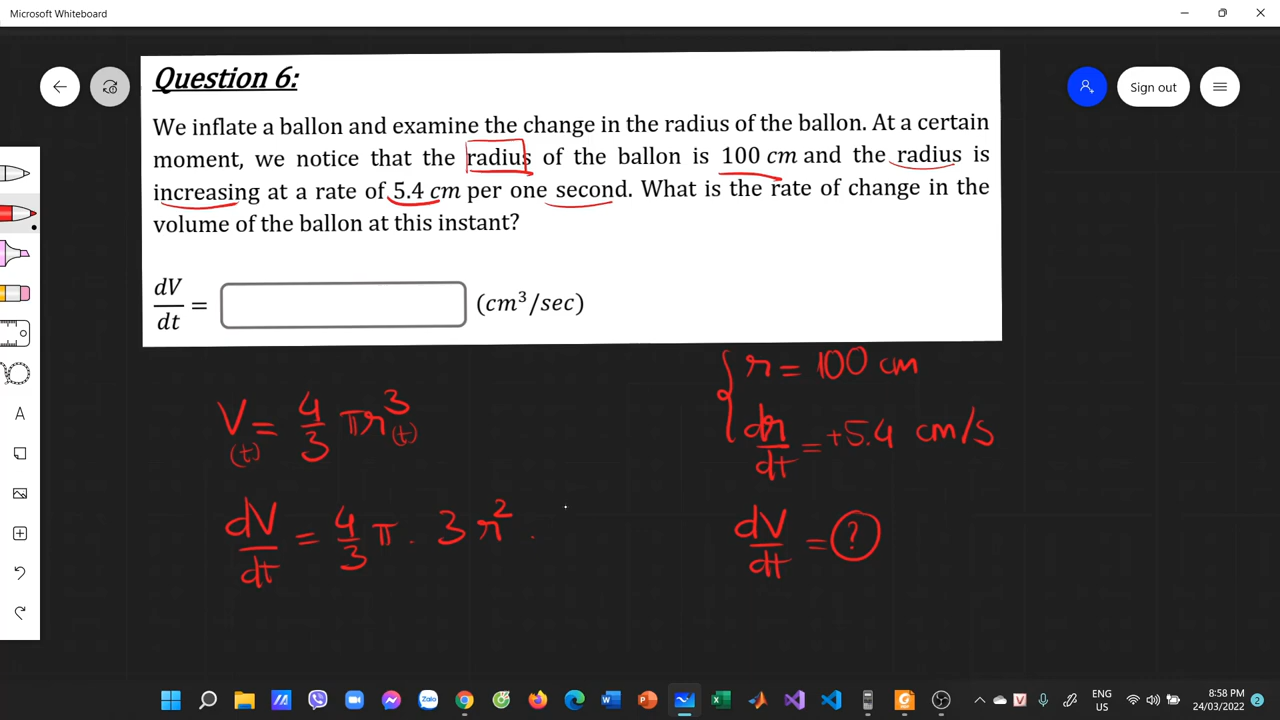 Microsoft Whiteboard
Question 6:
We inflate a ballon and examine the change in the radius of the ballon. At a certain
moment, we notice that the radius of the ballon is 100 cm and the radius is
increasing at a rate of 5.4 cm per one second. What is the rate of change in the
volume of the ballon at this instant?
dV/dt = (cm³/sec)
Sign out
A
V(t) = 4/3 πr³(t)
dV/dt = 4/3 π . 3r² .
r = 100 cm
dr/dt = +5.4 cm/s
dV/dt = ?
Zalo
ENG
US
8:58 PM
24/03/2022
2